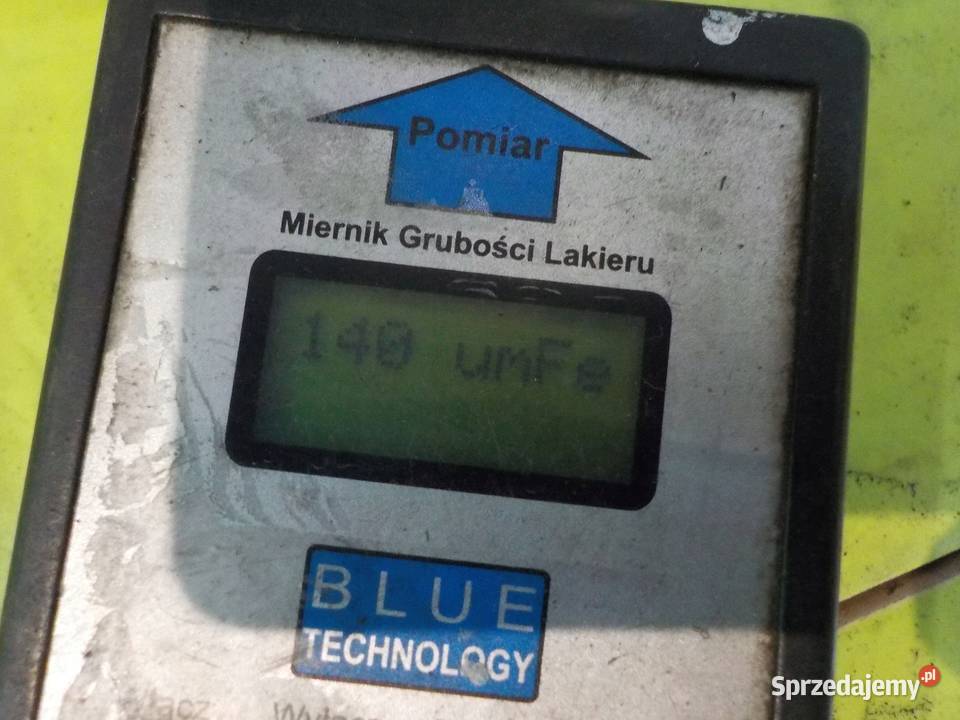 Pomiar
Miernik Grubości Lakieru
140 umFe
BLUE
TECHNOLOGY
Sprzedajemy.pl